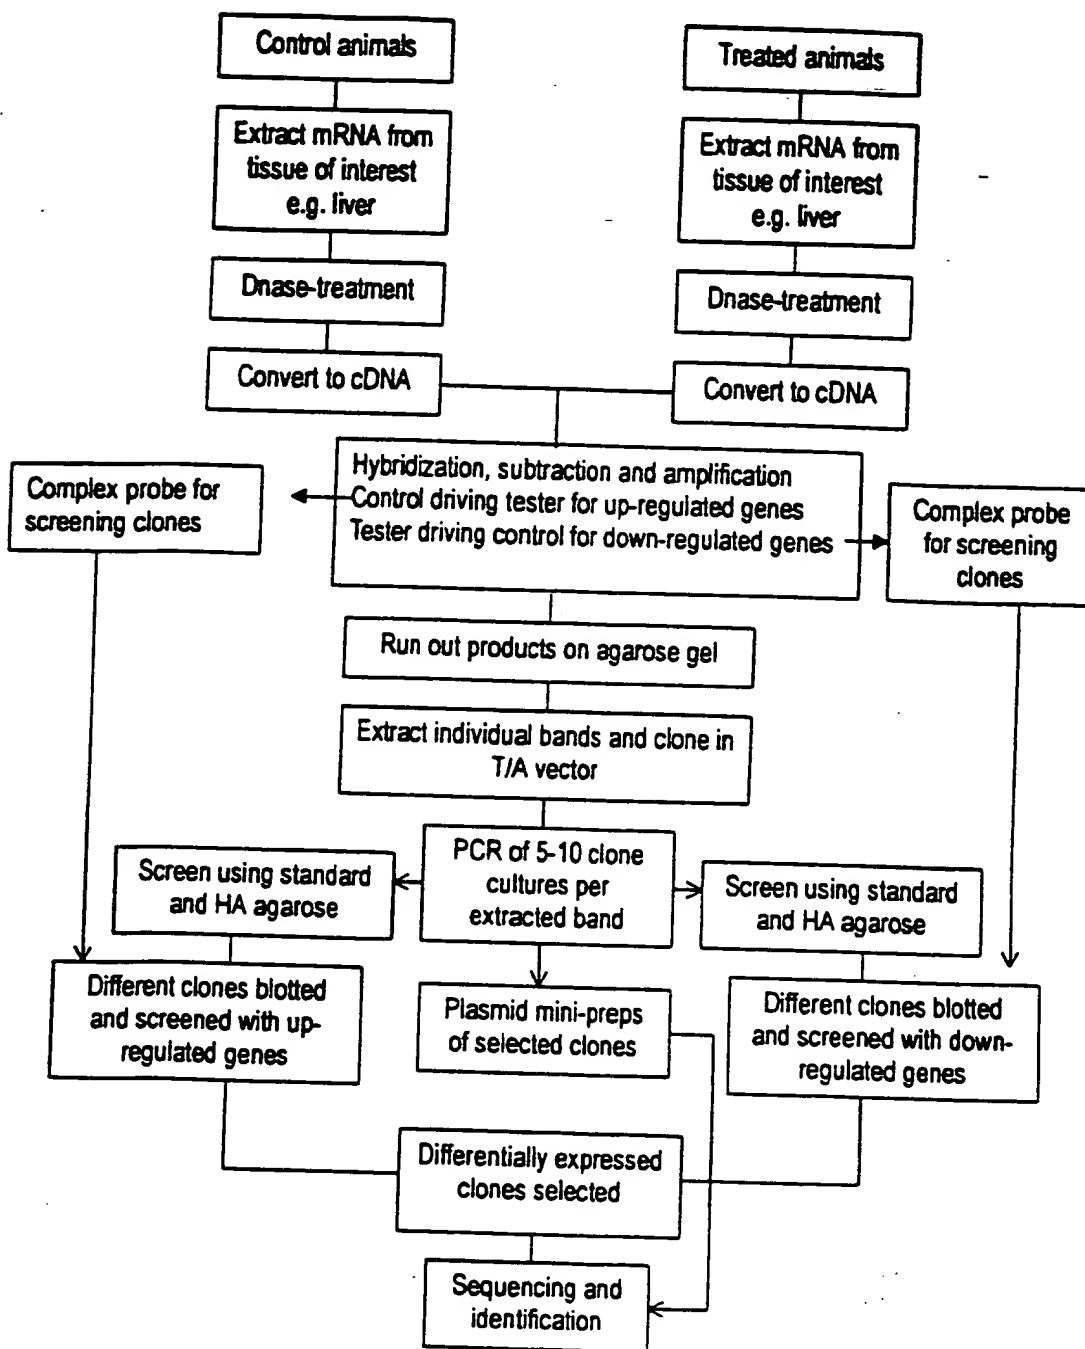 Control animals
Treated animals
Extract mRNA from
tissue of interest
e.g. liver
Extract mRNA from
tissue of interest
e.g. liver
Dnase-treatment
Dnase-treatment
Convert to cDNA
Convert to cDNA
Hybridization, subtraction and amplification
Control driving tester for up-regulated genes
Tester driving control for down-regulated genes
Complex probe for
screening clones
Complex probe
for screening
clones
Run out products on agarose gel
Extract individual bands and clone in
T/A vector
PCR of 5-10 clone
cultures per
extracted band
Screen using standard
and HA agarose
Screen using standard
and HA agarose
Different clones blotted
and screened with up-
regulated genes
Plasmid mini-preps
of selected clones
Different clones blotted
and screened with down-
regulated genes
Differentially expressed
clones selected
Sequencing and
identification